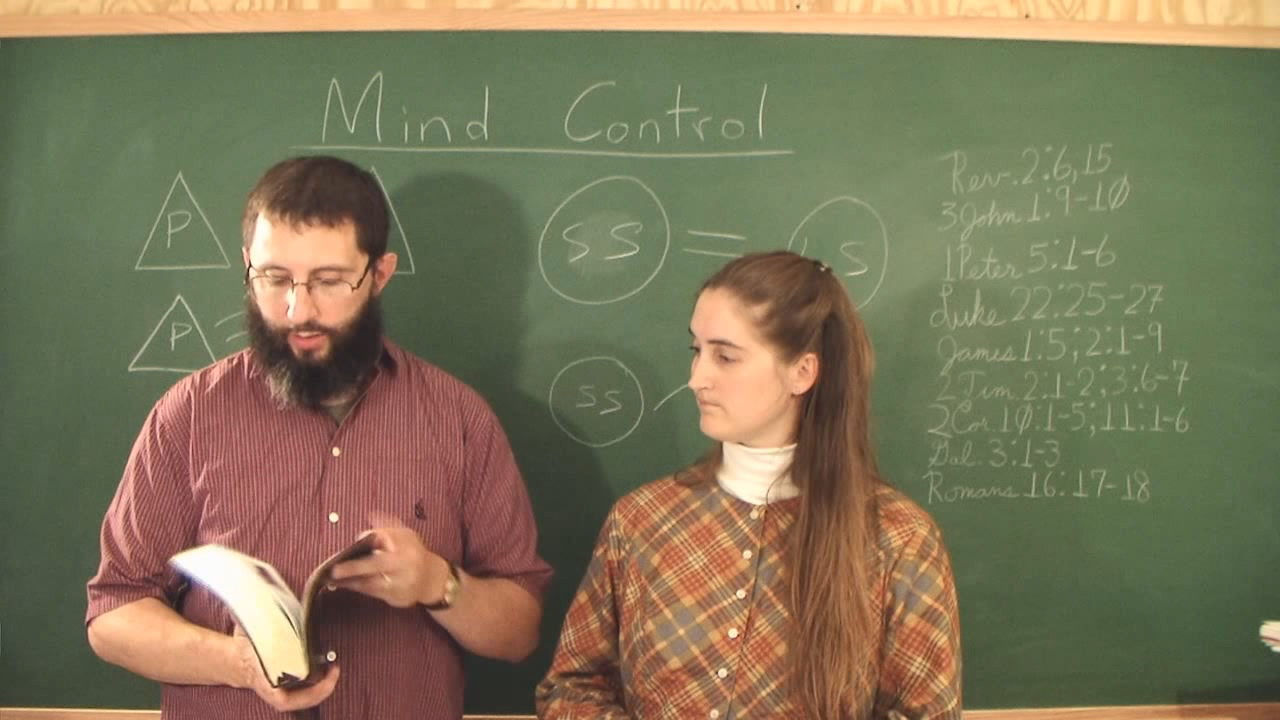 Mind Control
P
P
SS = S
SS
Rev. 2:6,15
3John 1:9-10
1Peter 5:1-6
Luke 22:25-27
James 1:5; 2:1-9
2Tim. 2:1-2; 3:6-7
2Cor. 10:1-5; 11:1-6
Gal. 3:1-3
Romans 16:17-18